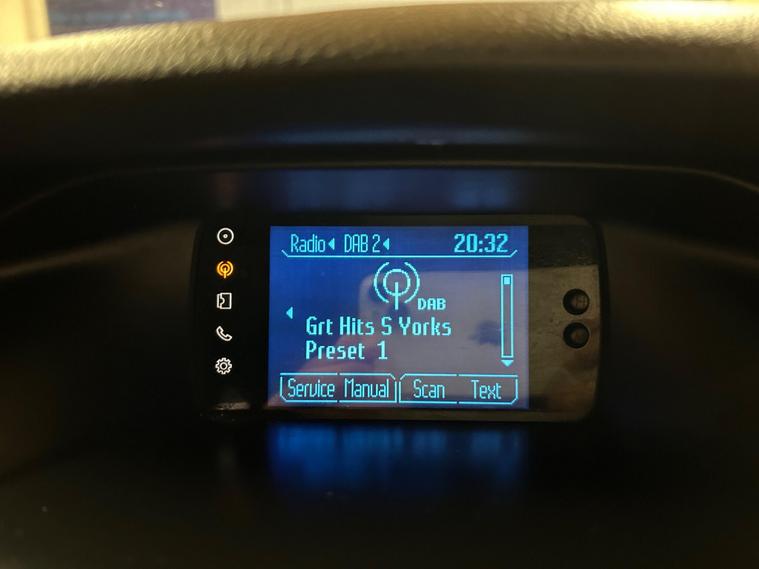 Radio DAB 2 20:32
DAB
Grt Hits S Yorks
Preset 1
Service Manual Scan Text